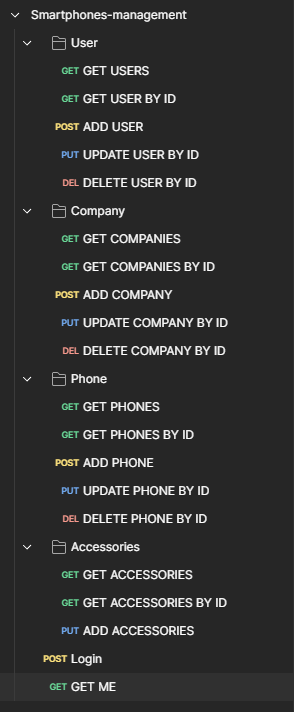 Smartphones-management
User
GET GET USERS
GET GET USER BY ID
POST ADD USER
PUT UPDATE USER BY ID
DEL DELETE USER BY ID
Company
GET GET COMPANIES
GET GET COMPANIES BY ID
POST ADD COMPANY
PUT UPDATE COMPANY BY ID
DEL DELETE COMPANY BY ID
Phone
GET GET PHONES
GET GET PHONES BY ID
POST ADD PHONE
PUT UPDATE PHONE BY ID
DEL DELETE PHONE BY ID
Accessories
GET GET ACCESSORIES
GET GET ACCESSORIES BY ID
PUT ADD ACCESSORIES
POST Login
GET GET ME